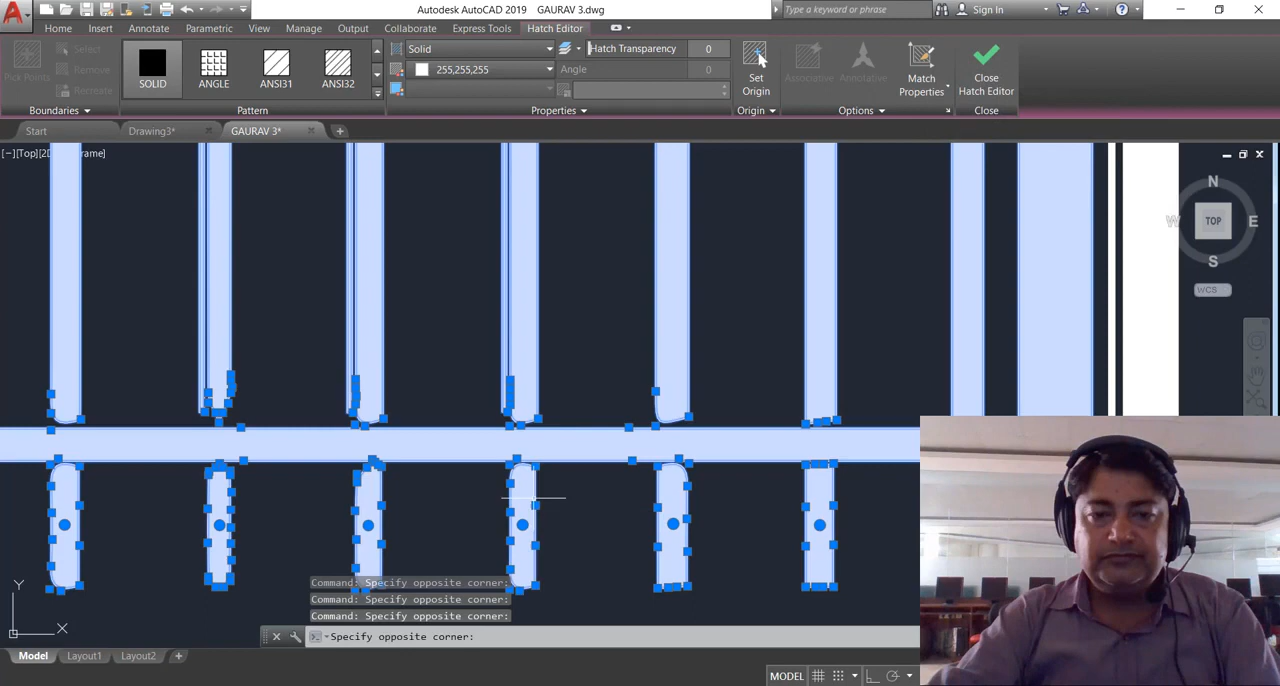 Autodesk AutoCAD 2019 GAURAV 3.dwg
Type a keyword or phrase
Sign In
Home Insert Annotate Parametric View Manage Output Collaborate Express Tools Hatch Editor
Pick Points
Select
Remove
Recreate
Boundaries
SOLID
ANGLE
ANSI31
ANSI32
Pattern
Solid
255,255,255
Hatch Transparency 0
Angle 0
Properties
Set
Origin
Origin
Associative
Annotative
Match
Properties
Options
Close
Hatch Editor
Close
Start
Drawing3*
GAURAV 3*
[−][Top][2D
rame]
N
W
TOP
E
S
WCS
Command: Specify opposite corner:
Command: Specify opposite corner:
Command: Specify opposite corner:
Specify opposite corner:
Y
X
Model
Layout1
Layout2
MODEL